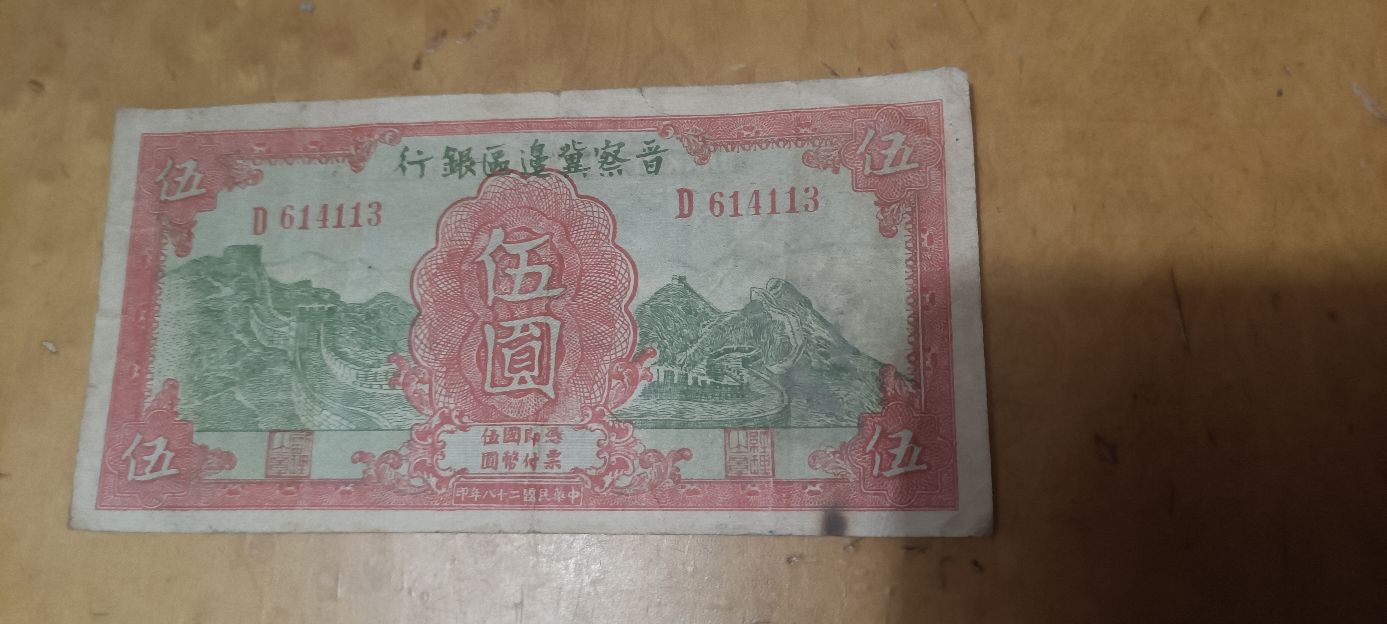 晋察冀邊區銀行
伍
伍
D 614113
D 614113
伍圓
憑票即付國幣伍圓
伍
伍
中華民國二十八年印